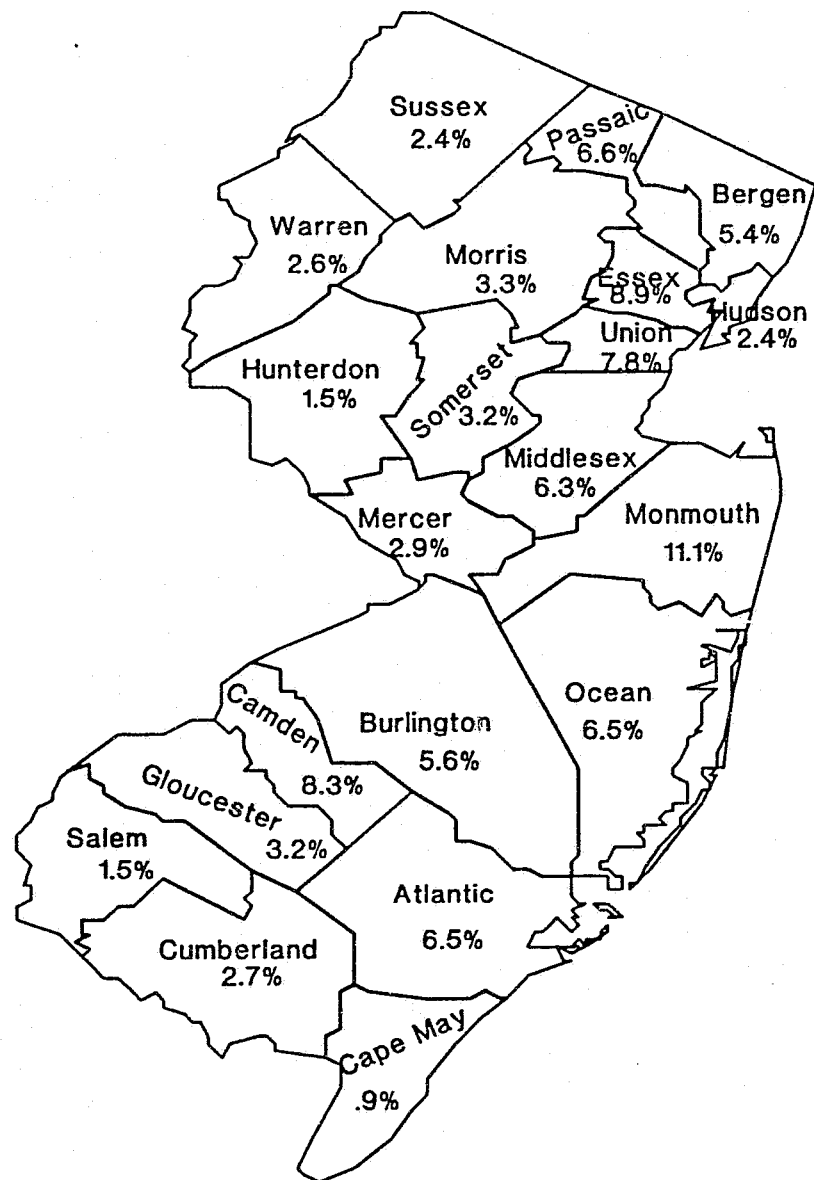 Sussex
2.4%
Passaic
6.6%
Bergen
5.4%
Warren
2.6%
Morris
3.3%
Essex
8.9%
Hudson
2.4%
Union
7.8%
Hunterdon
1.5%
Somerset
3.2%
Middlesex
6.3%
Mercer
2.9%
Monmouth
11.1%
Ocean
6.5%
Camden
8.3%
Burlington
5.6%
Gloucester
3.2%
Salem
1.5%
Atlantic
6.5%
Cumberland
2.7%
Cape May
.9%